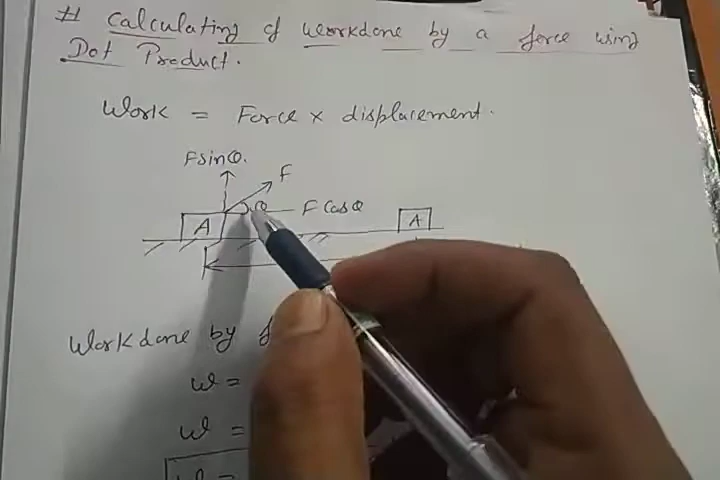 # Calculating of workdone by a force using
Dot Product.
Work = Force × displacement.
Fsinθ.
F
θ
F Cosθ
A
A
Workdone by
W =
W =
W =